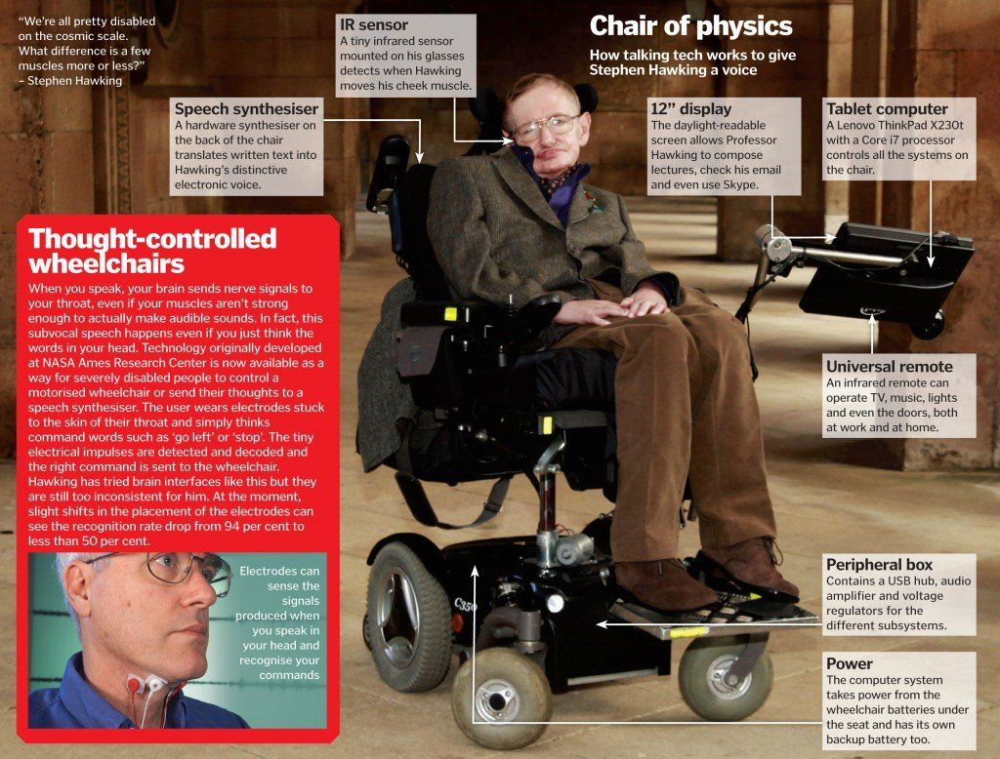 “We’re all pretty disabled
on the cosmic scale.
What difference is a few
muscles more or less?”
– Stephen Hawking
IR sensor
A tiny infrared sensor
mounted on his glasses
detects when Hawking
moves his cheek muscle.
Chair of physics
How talking tech works to give
Stephen Hawking a voice
Speech synthesiser
A hardware synthesiser on
the back of the chair
translates written text into
Hawking’s distinctive
electronic voice.
12” display
The daylight-readable
screen allows Professor
Hawking to compose
lectures, check his email
and even use Skype.
Tablet computer
A Lenovo ThinkPad X230t
with a Core i7 processor
controls all the systems on
the chair.
Thought-controlled
wheelchairs
When you speak, your brain sends nerve signals to
your throat, even if your muscles aren’t strong
enough to actually make audible sounds. In fact, this
subvocal speech happens even if you just think the
words in your head. Technology originally developed
at NASA Ames Research Center is now available as a
way for severely disabled people to control a
motorised wheelchair or send their thoughts to a
speech synthesiser. The user wears electrodes stuck
to the skin of their throat and simply thinks
command words such as ‘go left’ or ‘stop’. The tiny
electrical impulses are detected and decoded and
the right command is sent to the wheelchair.
Hawking has tried brain interfaces like this but they
are still too inconsistent for him. At the moment,
slight shifts in the placement of the electrodes can
see the recognition rate drop from 94 per cent to
less than 50 per cent.
Electrodes can
sense the
signals
produced when
you speak in
your head and
recognise your
commands
Universal remote
An infrared remote can
operate TV, music, lights
and even the doors, both
at work and at home.
Peripheral box
Contains a USB hub, audio
amplifier and voltage
regulators for the
different subsystems.
Power
The computer system
takes power from the
wheelchair batteries under
the seat and has its own
backup battery too.
C350